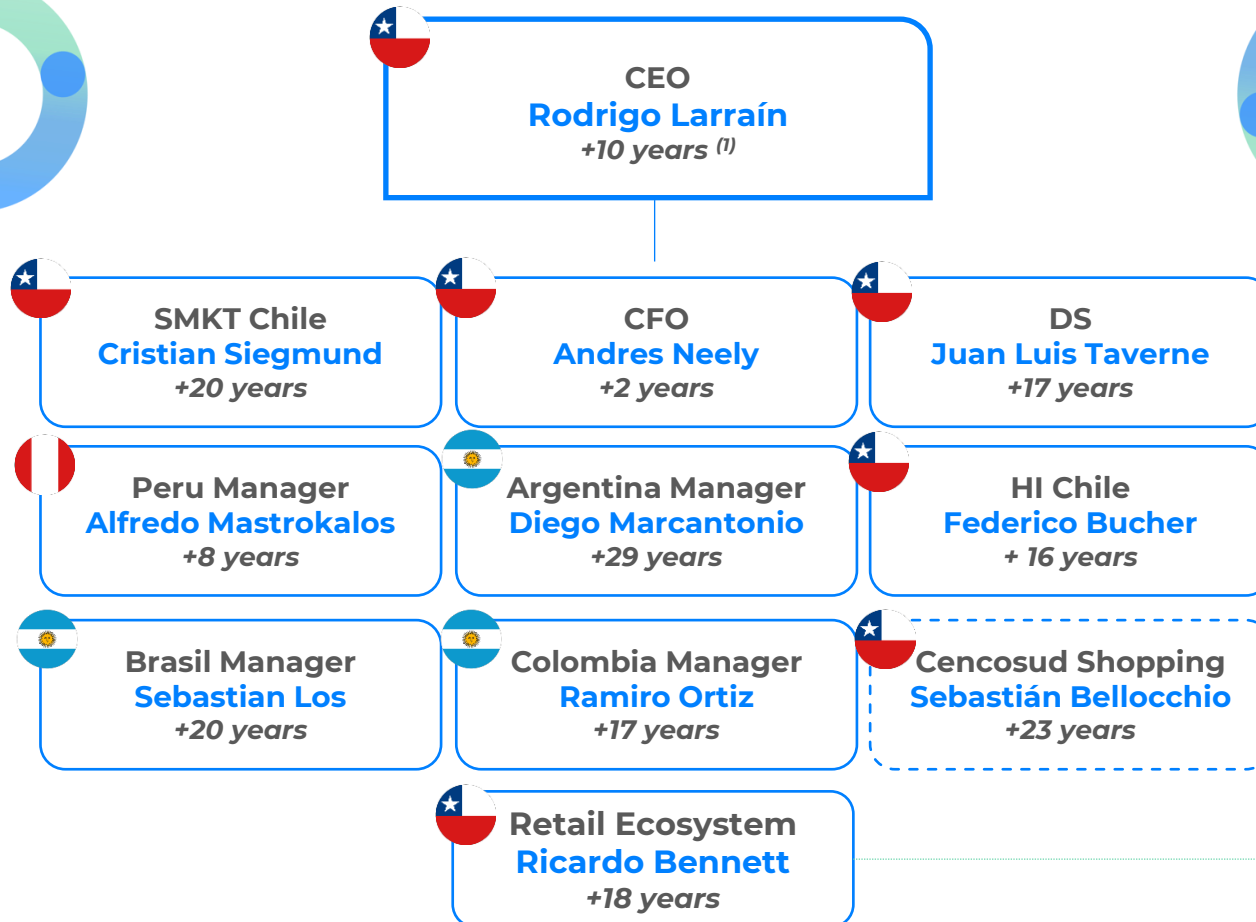 CEO
Rodrigo Larraín
+10 years (1)
SMKT Chile
Cristian Siegmund
+20 years
CFO
Andres Neely
+2 years
DS
Juan Luis Taverne
+17 years
Peru Manager
Alfredo Mastrokalos
+8 years
Argentina Manager
Diego Marcantonio
+29 years
HI Chile
Federico Bucher
+ 16 years
Brasil Manager
Sebastian Los
+20 years
Colombia Manager
Ramiro Ortiz
+17 years
Cencosud Shopping
Sebastián Bellocchio
+23 years
Retail Ecosystem
Ricardo Bennett
+18 years